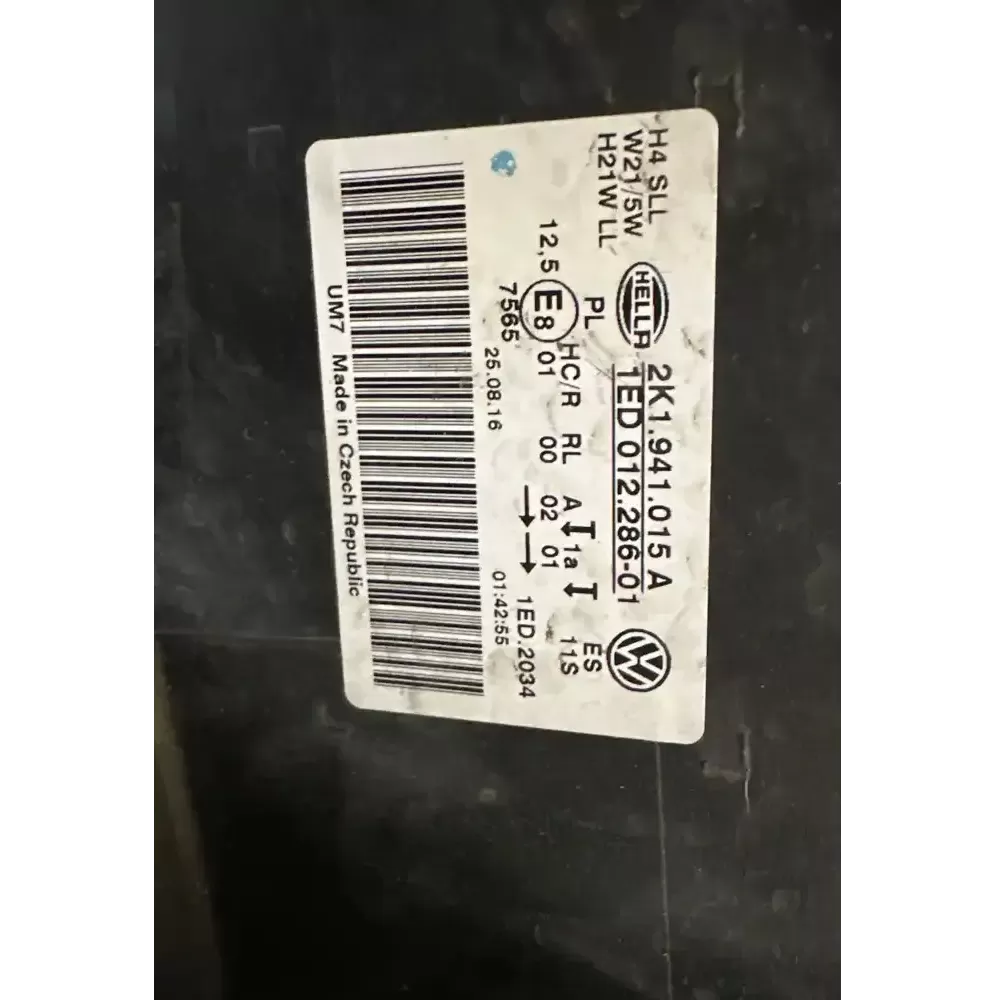 H4 SLL
W21/5W
H21W LL
HELLA
2K1.941.015 A
1ED 012.286-01
PL
ES
HC/R RL A 1a 11S
12,5 E8 01 00 02 01
7565 → → 1ED.2034
25.08.16 01:42:55
UM7 Made in Czech Republic